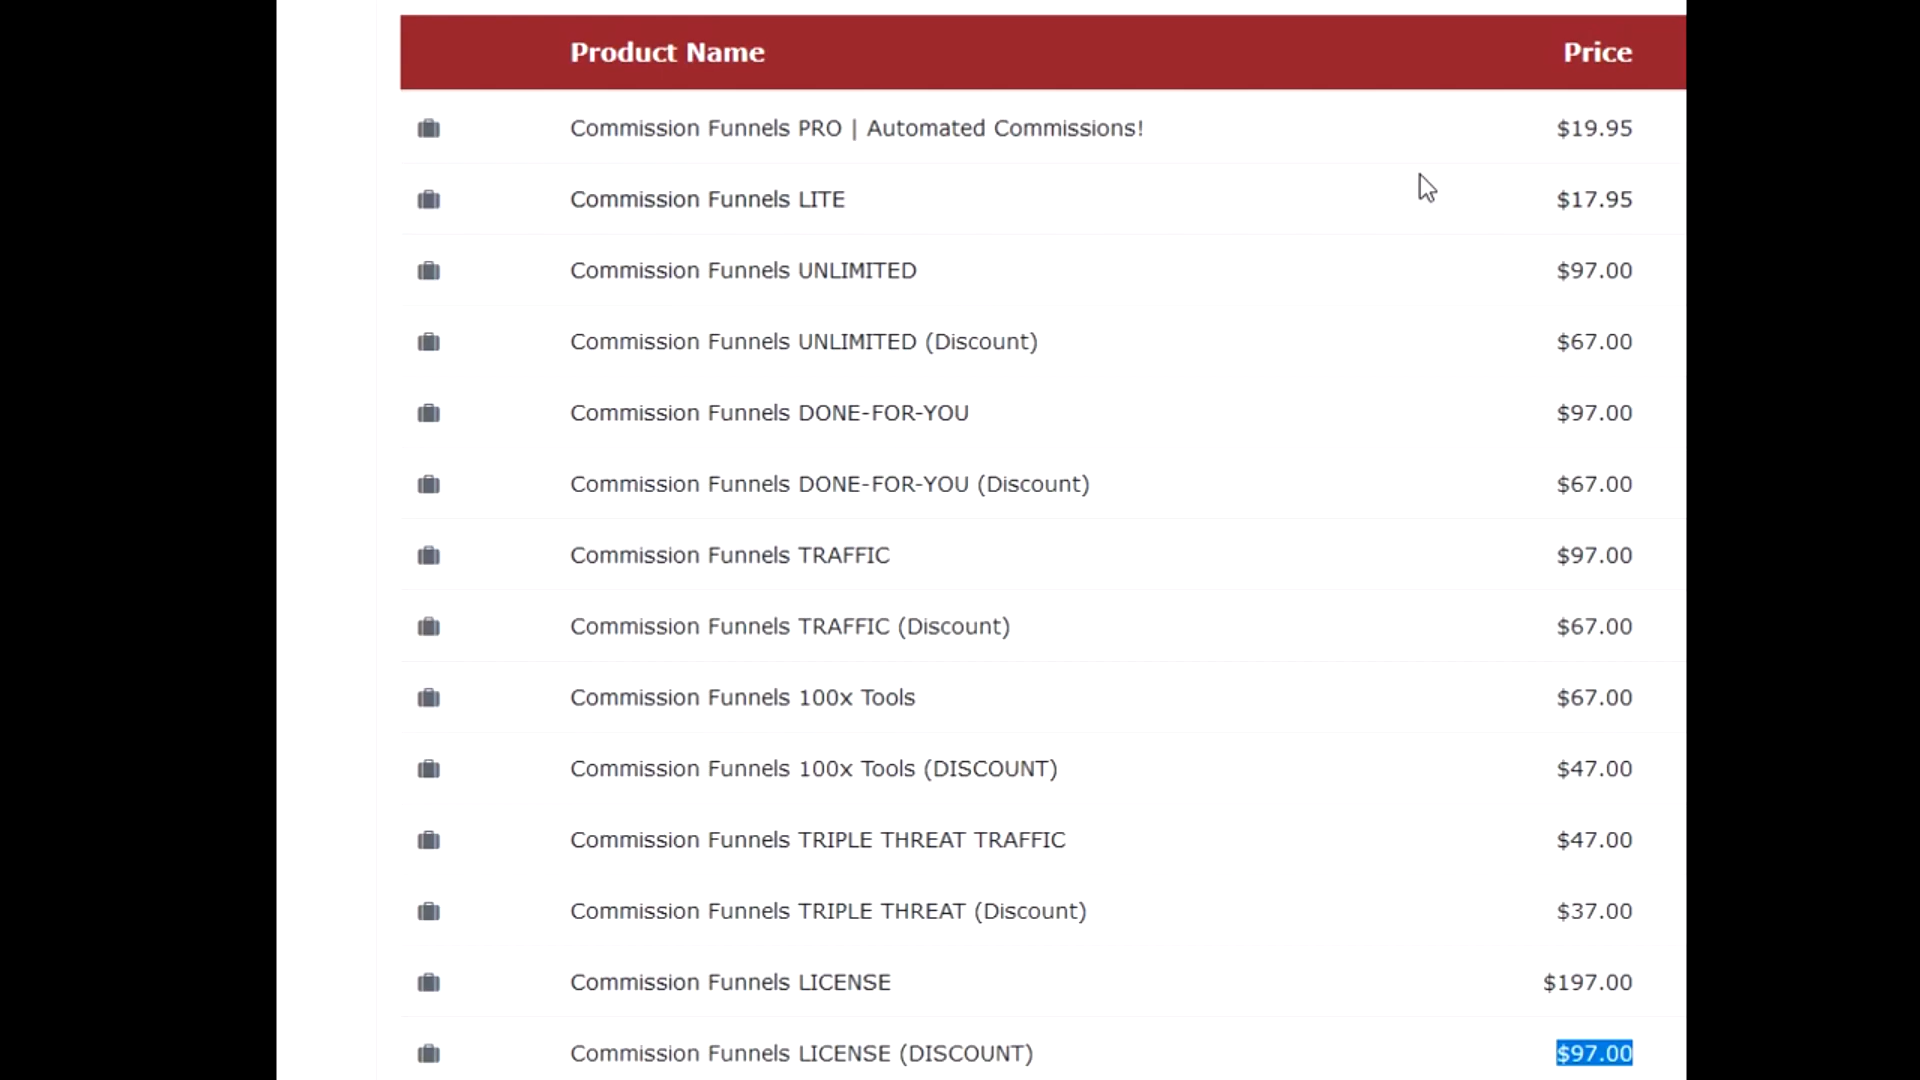 Product Name Price
Commission Funnels PRO | Automated Commissions! $19.95
Commission Funnels LITE $17.95
Commission Funnels UNLIMITED $97.00
Commission Funnels UNLIMITED (Discount) $67.00
Commission Funnels DONE-FOR-YOU $97.00
Commission Funnels DONE-FOR-YOU (Discount) $67.00
Commission Funnels TRAFFIC $97.00
Commission Funnels TRAFFIC (Discount) $67.00
Commission Funnels 100x Tools $67.00
Commission Funnels 100x Tools (DISCOUNT) $47.00
Commission Funnels TRIPLE THREAT TRAFFIC $47.00
Commission Funnels TRIPLE THREAT (Discount) $37.00
Commission Funnels LICENSE $197.00
Commission Funnels LICENSE (DISCOUNT) $97.00